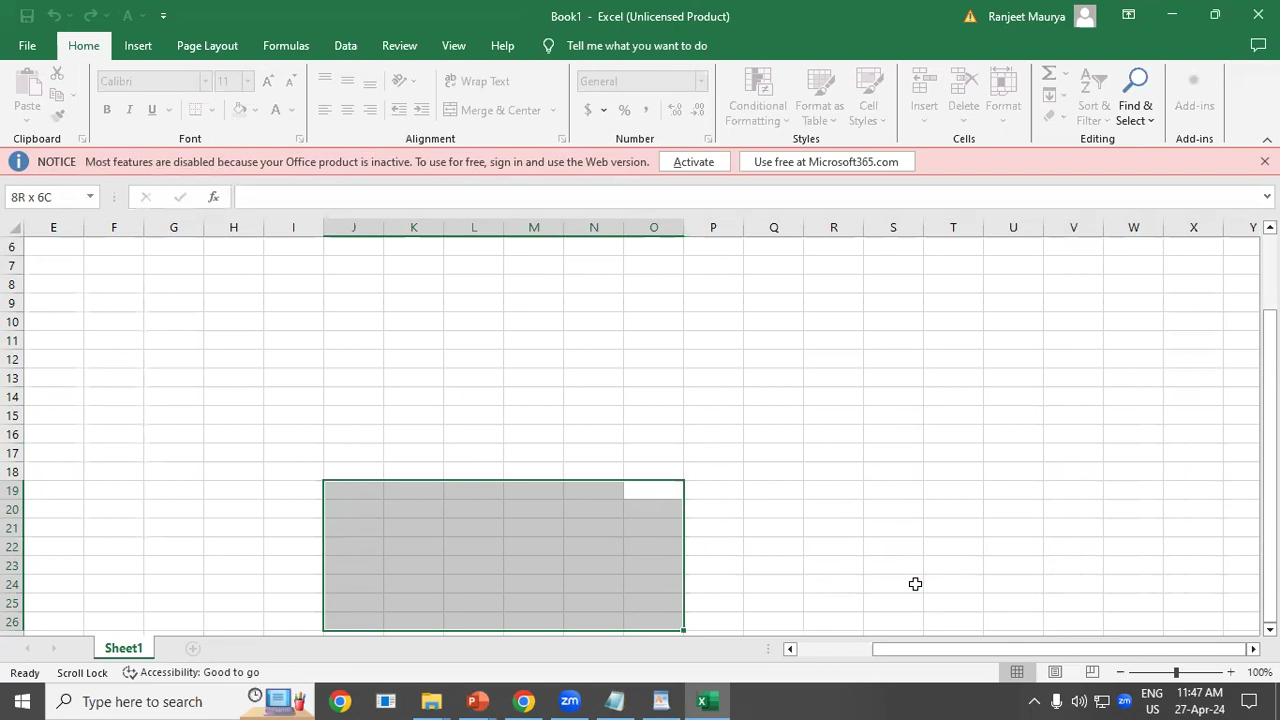 Book1 - Excel (Unlicensed Product)
Ranjeet Maurya
File Home Insert Page Layout Formulas Data Review View Help Tell me what you want to do
Paste
Clipboard
Calibri 11
B I U A
Font
Wrap Text
Merge & Center
Alignment
General
$ % ,
Number
Conditional Formatting
Format as Table
Cell Styles
Styles
Insert
Delete
Format
Cells
Sort & Filter
Find & Select
Editing
Add-ins
Add-ins
NOTICE Most features are disabled because your Office product is inactive. To use for free, sign in and use the Web version. Activate Use free at Microsoft365.com
8R x 6C fx
E F G H I J K L M N O P Q R S T U V W X Y
6
7
8
9
10
11
12
13
14
15
16
17
18
19
20
21
22
23
24
25
26
Sheet1
Ready Scroll Lock Accessibility: Good to go 100%
Type here to search
ENG
US
11:47 AM
27-Apr-24